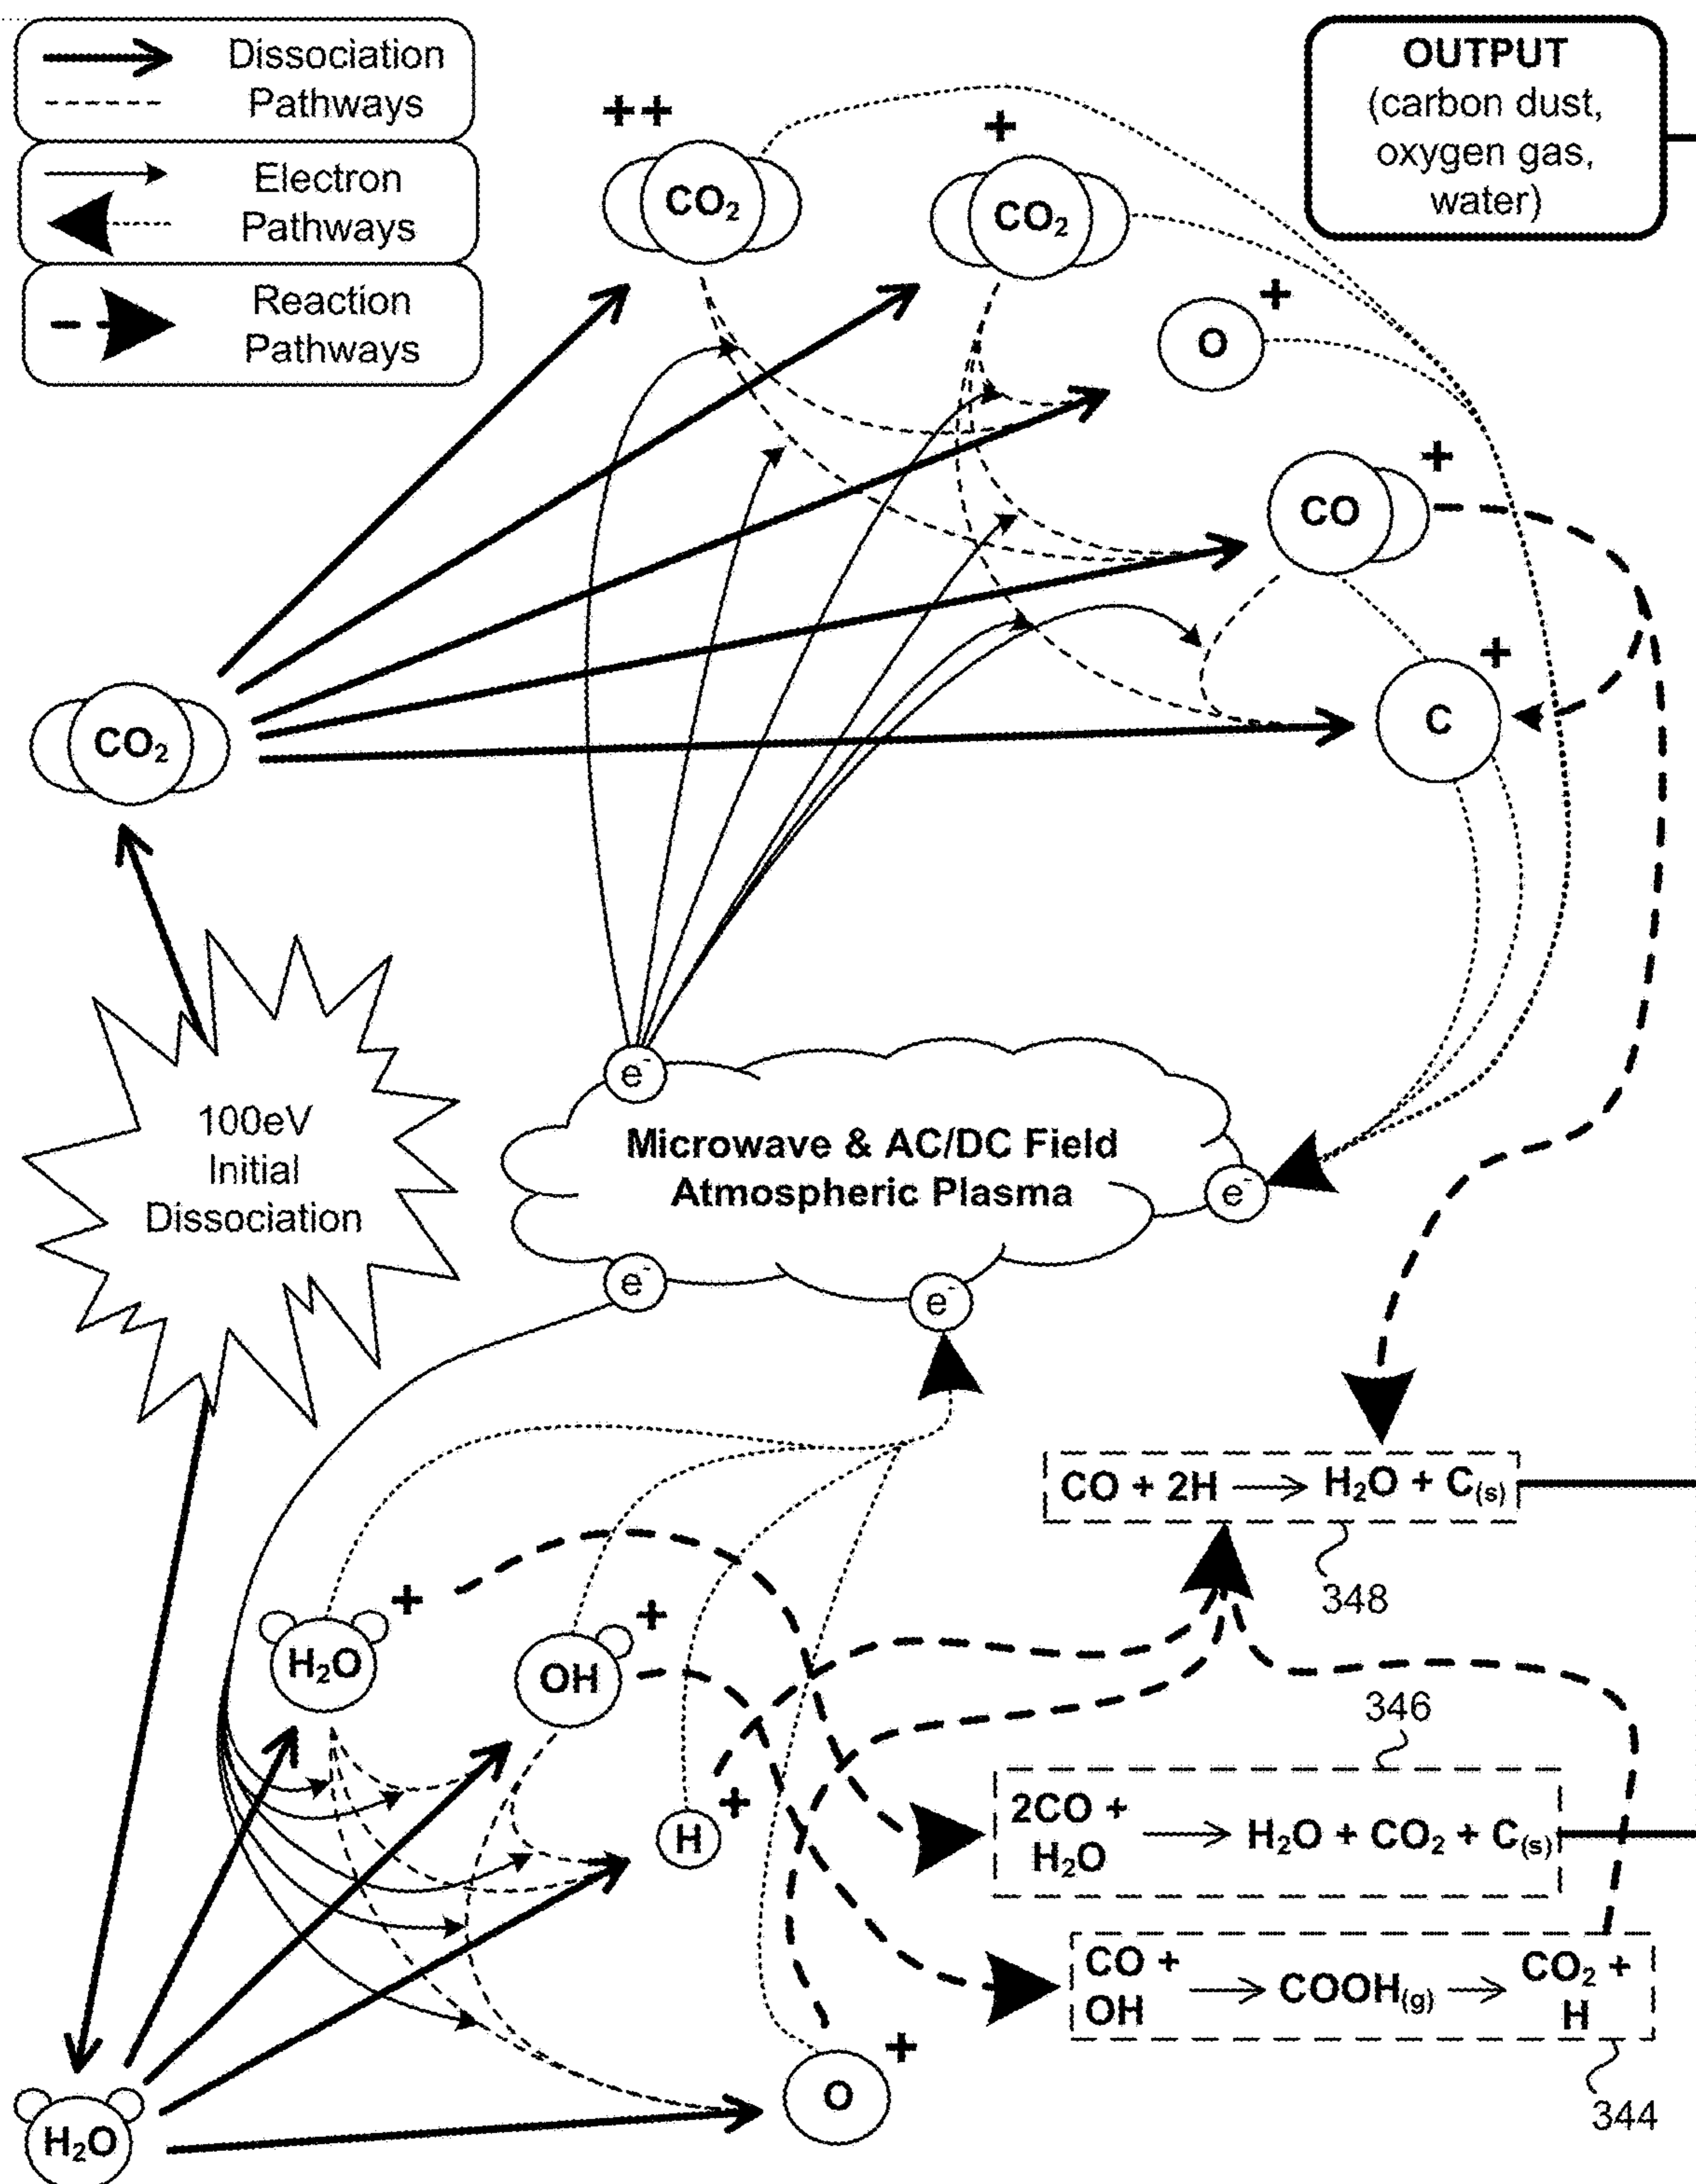 Dissociation
Pathways
Electron
Pathways
Reaction
Pathways
OUTPUT
(carbon dust,
oxygen gas,
water)
++
CO₂
+
CO₂
+
O
+
CO
+
C
CO₂
100eV
Initial
Dissociation
e⁻
Microwave & AC/DC Field
Atmospheric Plasma
e⁻
e⁻
e⁻
CO + 2H → H₂O + C(s)
348
+
H₂O
+
OH
+
H
346
2CO +
H₂O → H₂O + CO₂ + C(s)
CO +
OH → COOH(g) → CO₂ +
H
344
+
O
H₂O